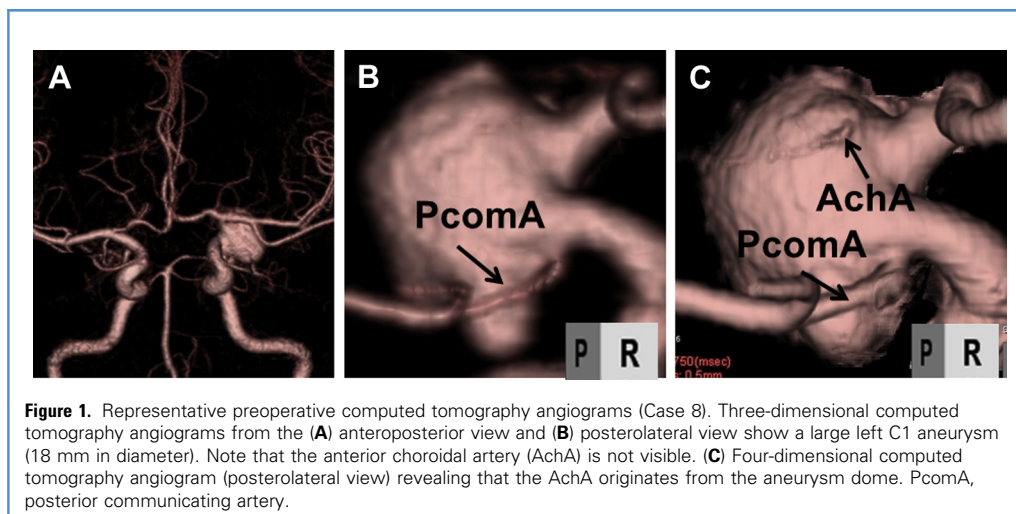 A
B
C
PcomA
AchA
PcomA
P R
P R
750(msec)
: 0.5mm
Figure 1. Representative preoperative computed tomography angiograms (Case 8). Three-dimensional computed
tomography angiograms from the (A) anteroposterior view and (B) posterolateral view show a large left C1 aneurysm
(18 mm in diameter). Note that the anterior choroidal artery (AchA) is not visible. (C) Four-dimensional computed
tomography angiogram (posterolateral view) revealing that the AchA originates from the aneurysm dome. PcomA,
posterior communicating artery.